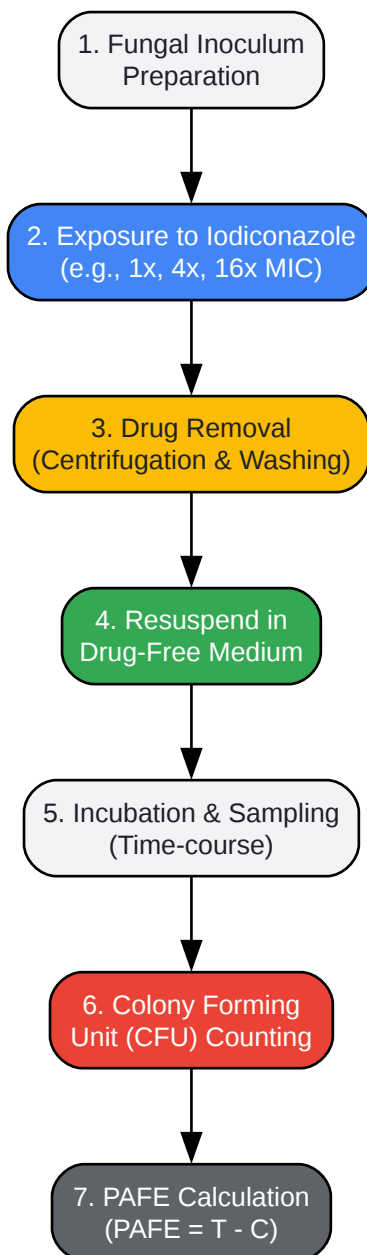 1. Fungal Inoculum
Preparation
2. Exposure to Iodiconazole
(e.g., 1x, 4x, 16x MIC)
3. Drug Removal
(Centrifugation & Washing)
4. Resuspend in
Drug-Free Medium
5. Incubation & Sampling
(Time-course)
6. Colony Forming
Unit (CFU) Counting
7. PAFE Calculation
(PAFE = T - C)